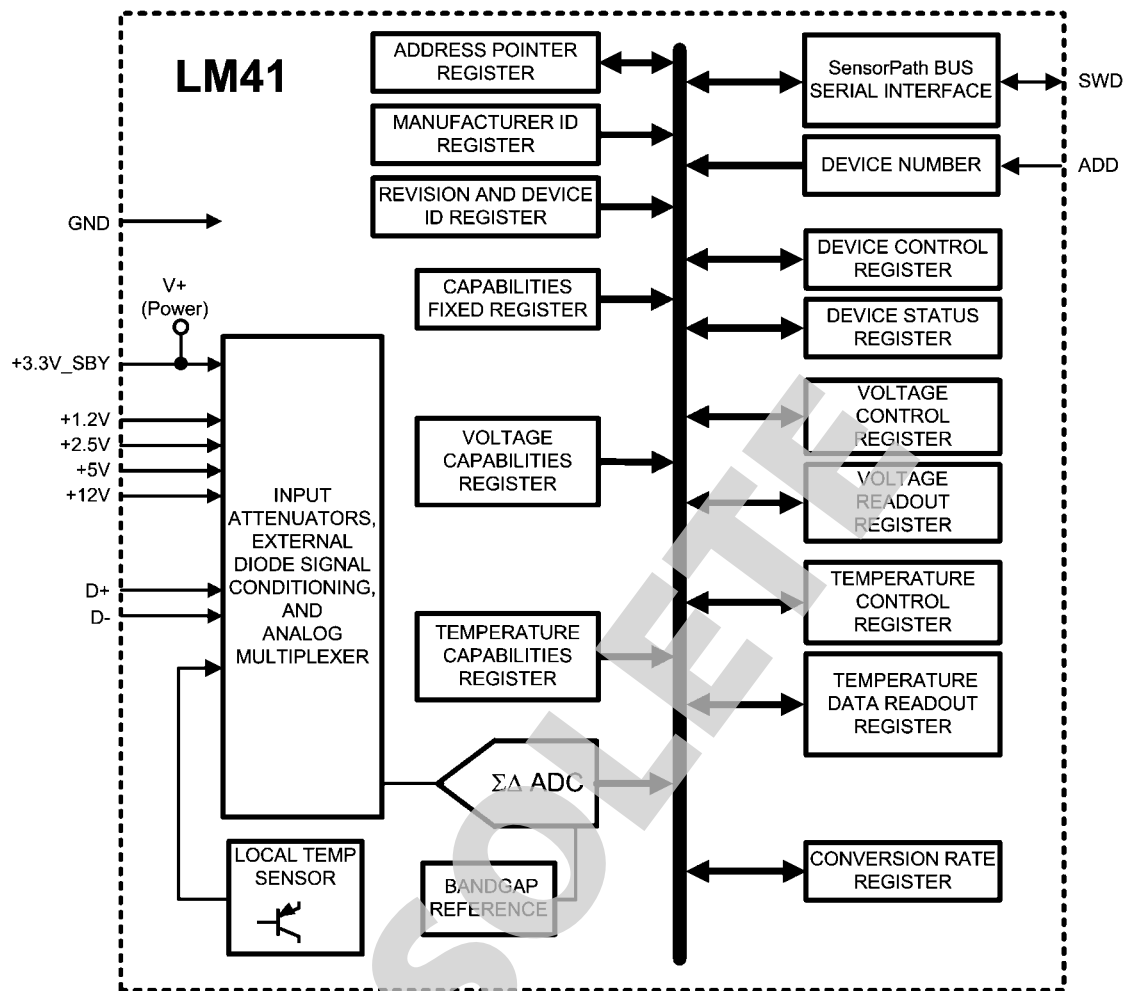 LM41
ADDRESS POINTER
REGISTER
MANUFACTURER ID
REGISTER
REVISION AND DEVICE
ID REGISTER
CAPABILITIES
FIXED REGISTER
VOLTAGE
CAPABILITIES
REGISTER
TEMPERATURE
CAPABILITIES
REGISTER
ΣΔ ADC
BANDGAP
REFERENCE
GND
V+
(Power)
+3.3V_SBY
+1.2V
+2.5V
+5V
+12V
D+
D-
INPUT
ATTENUATORS,
EXTERNAL
DIODE SIGNAL
CONDITIONING,
AND
ANALOG
MULTIPLEXER
LOCAL TEMP
SENSOR
SensorPath BUS
SERIAL INTERFACE
SWD
DEVICE NUMBER
ADD
DEVICE CONTROL
REGISTER
DEVICE STATUS
REGISTER
VOLTAGE
CONTROL
REGISTER
VOLTAGE
READOUT
REGISTER
TEMPERATURE
CONTROL
REGISTER
TEMPERATURE
DATA READOUT
REGISTER
CONVERSION RATE
REGISTER
SOLETE